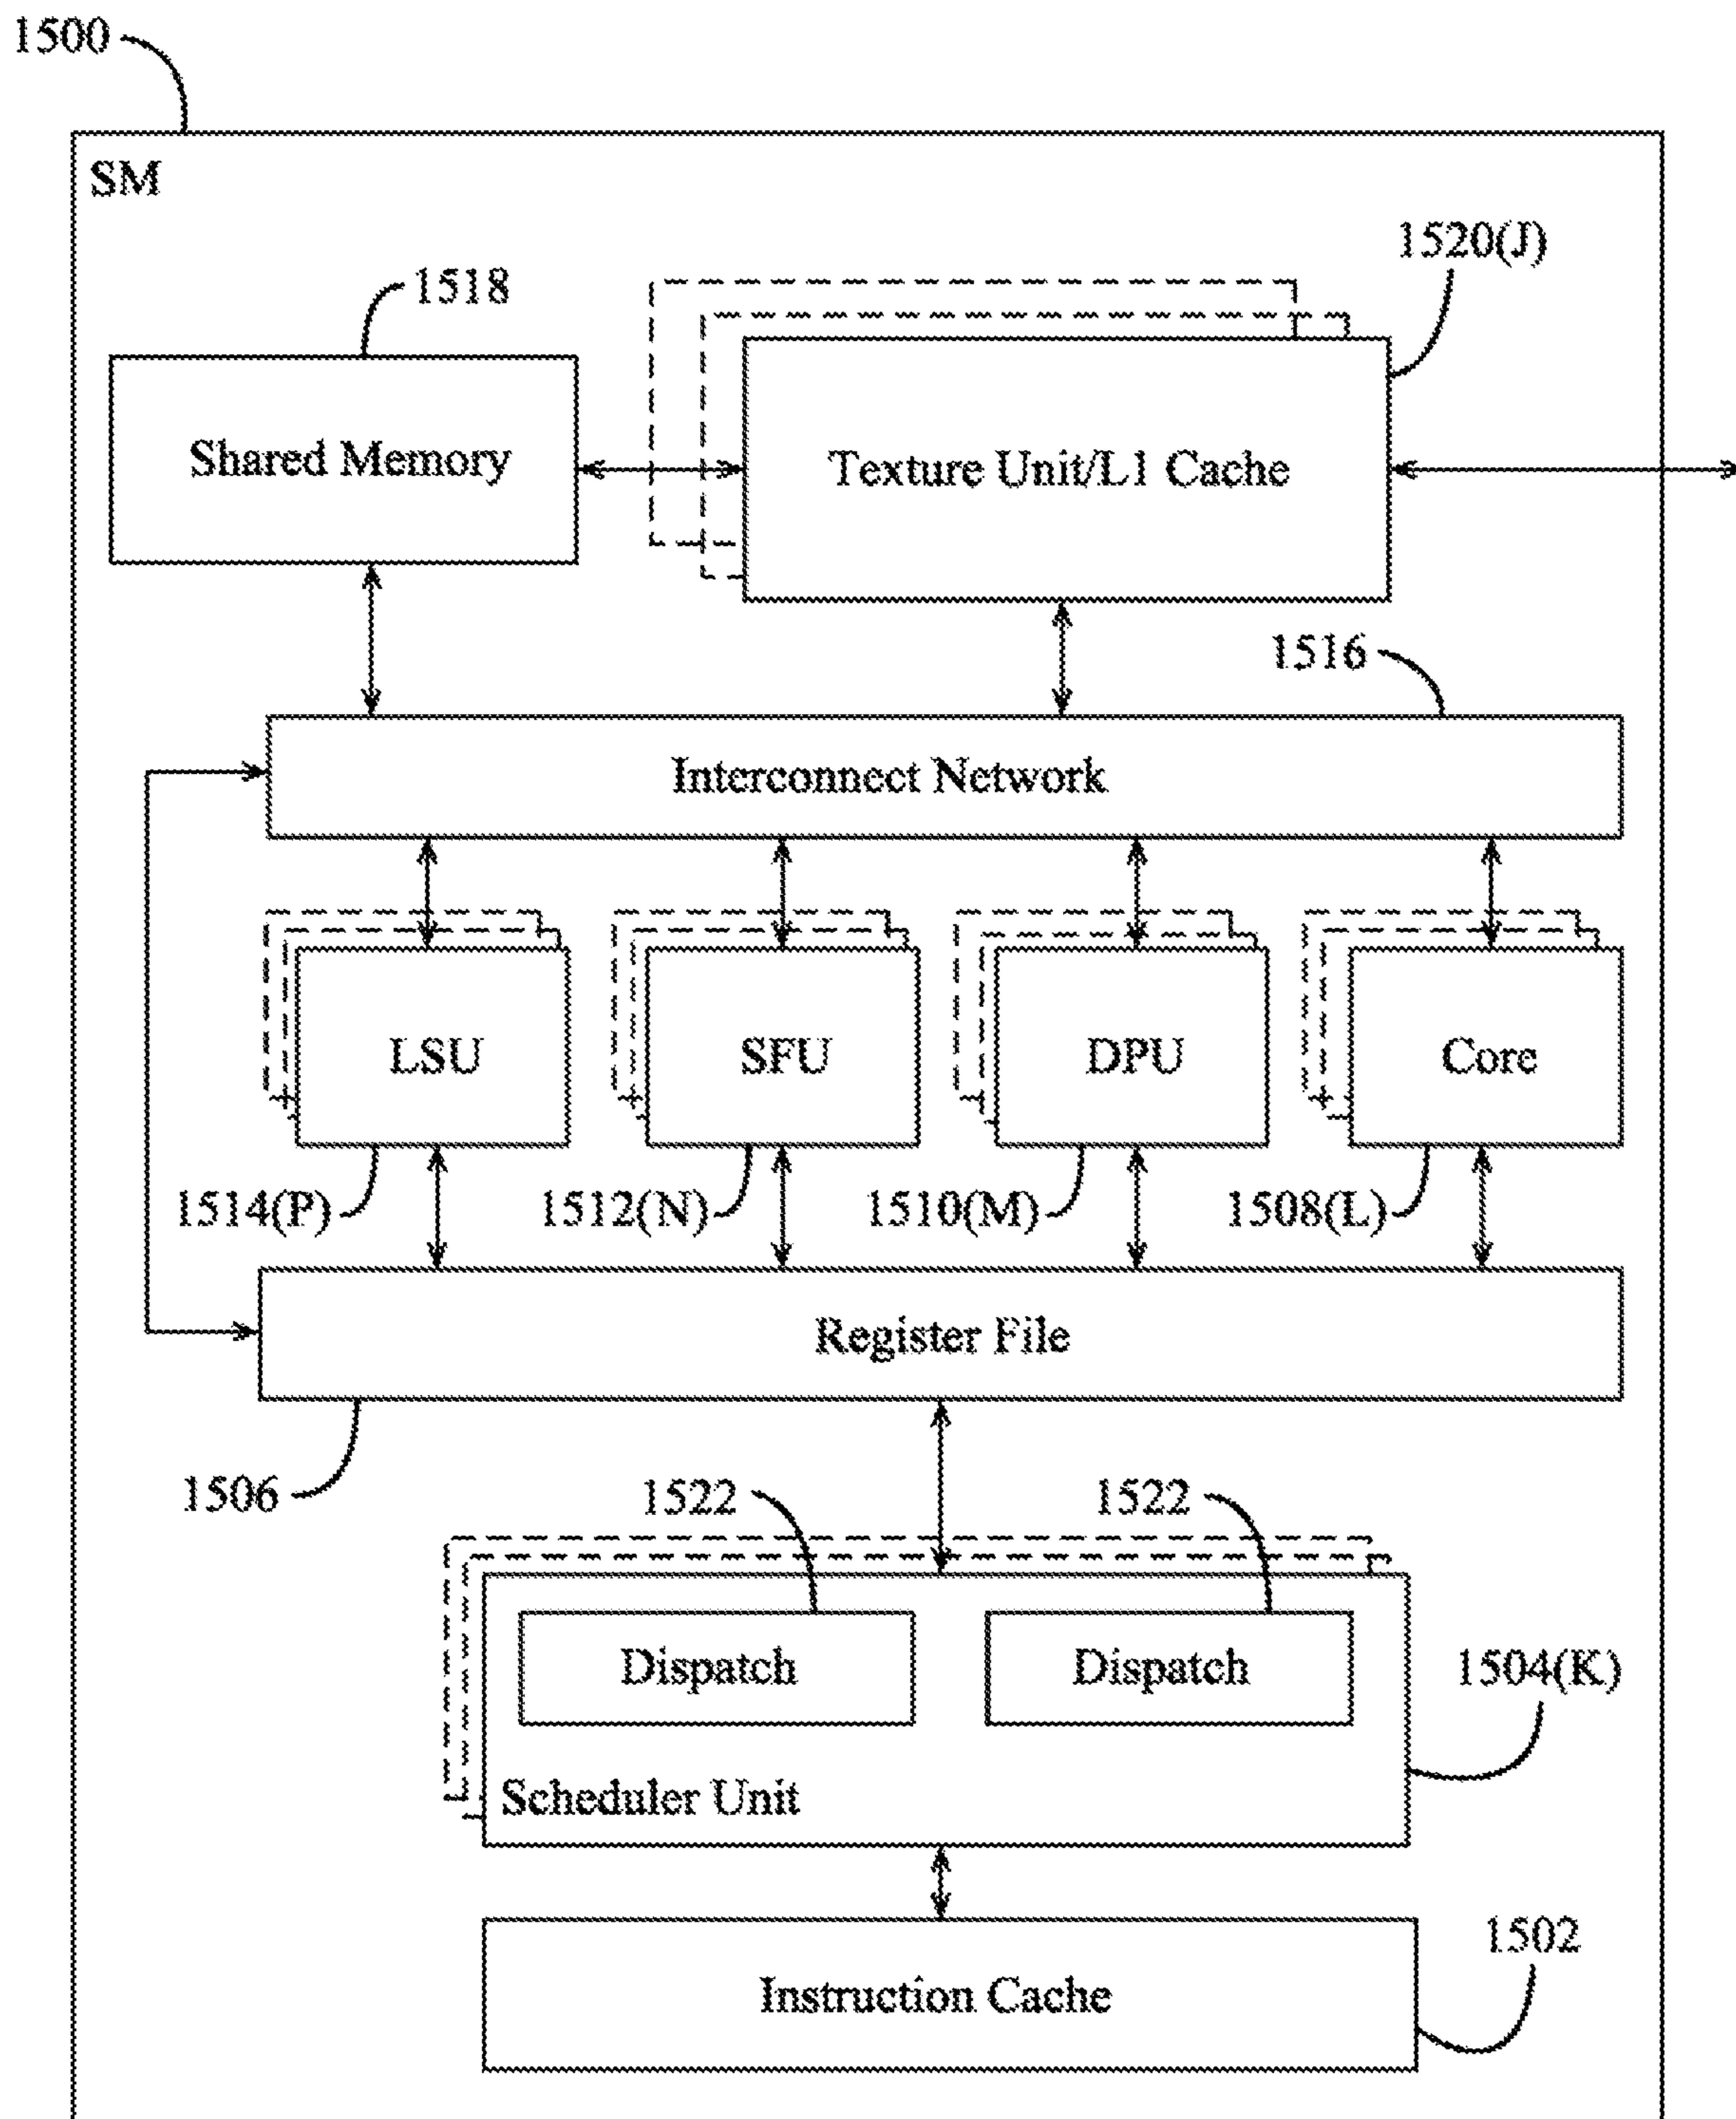 1500
SM
1520(J)
1518
Shared Memory
Texture Unit/L1 Cache
1516
Interconnect Network
LSU
SFU
DPU
Core
1514(P)
1512(N)
1510(M)
1508(L)
Register File
1506
1522
1522
Dispatch
Dispatch
1504(K)
Scheduler Unit
1502
Instruction Cache